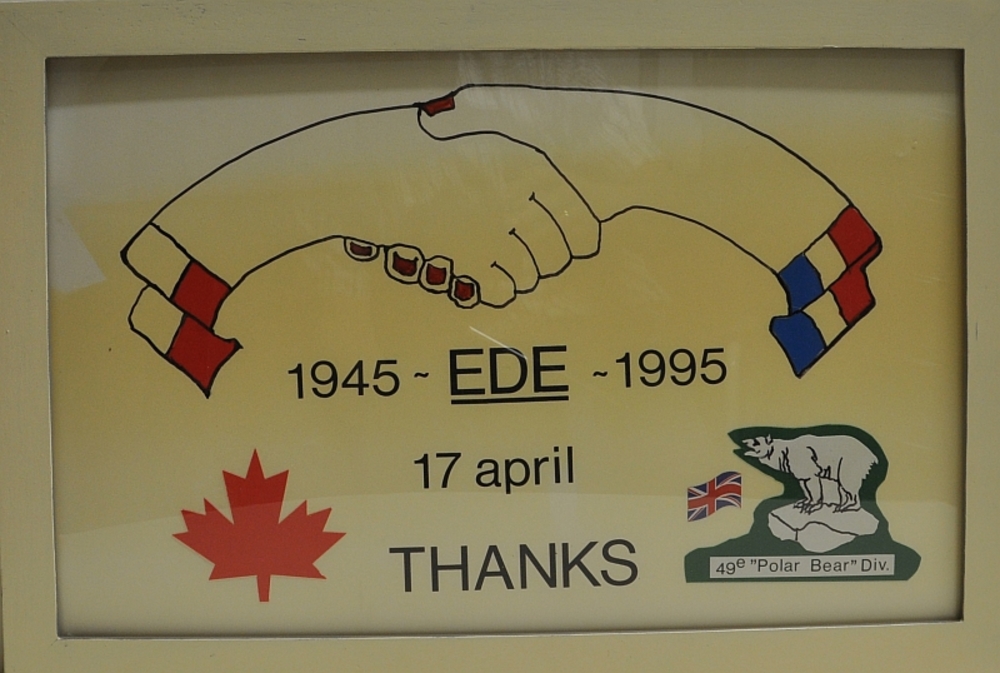 1945 ~ EDE ~ 1995
17 april
THANKS
49e "Polar Bear" Div.